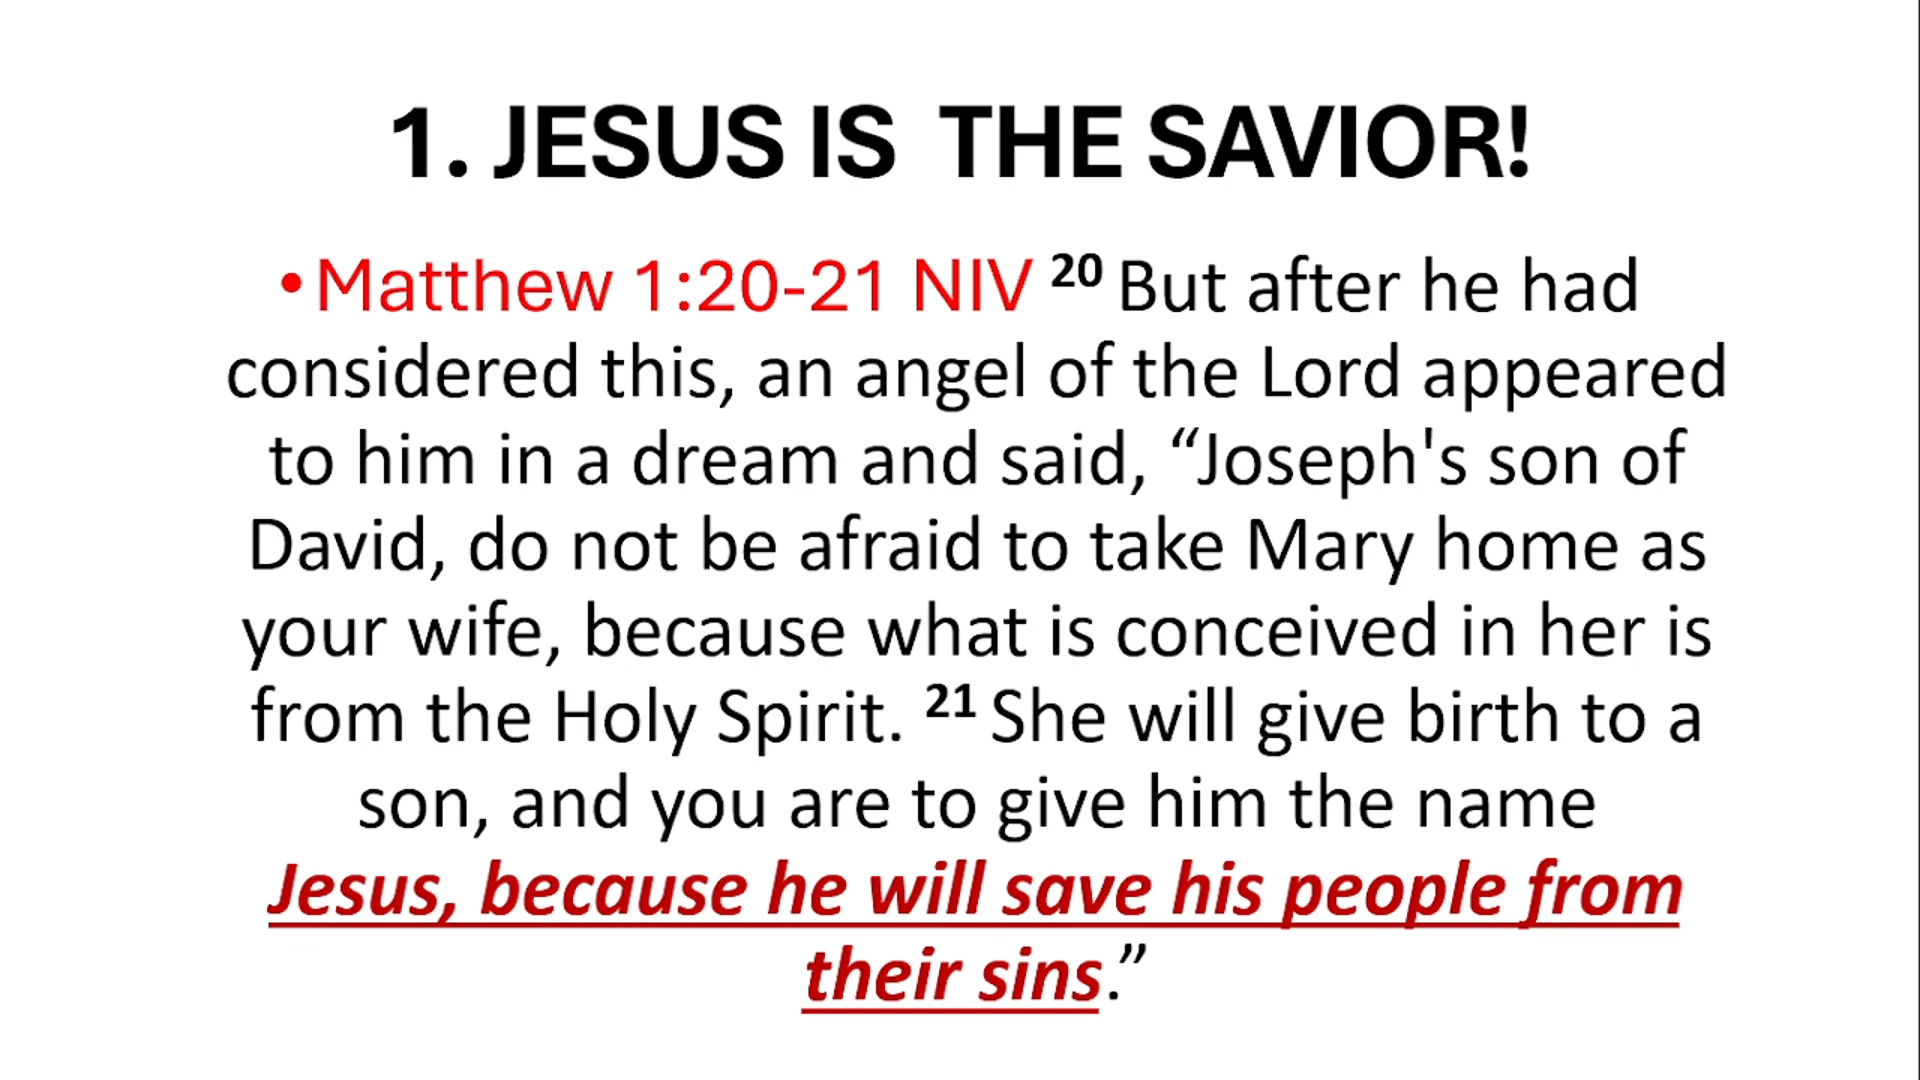 1. JESUS IS  THE SAVIOR!
•Matthew 1:20-21 NIV 20 But after he had
considered this, an angel of the Lord appeared
to him in a dream and said, “Joseph's son of
David, do not be afraid to take Mary home as
your wife, because what is conceived in her is
from the Holy Spirit. 21 She will give birth to a
son, and you are to give him the name
Jesus, because he will save his people from
their sins.”